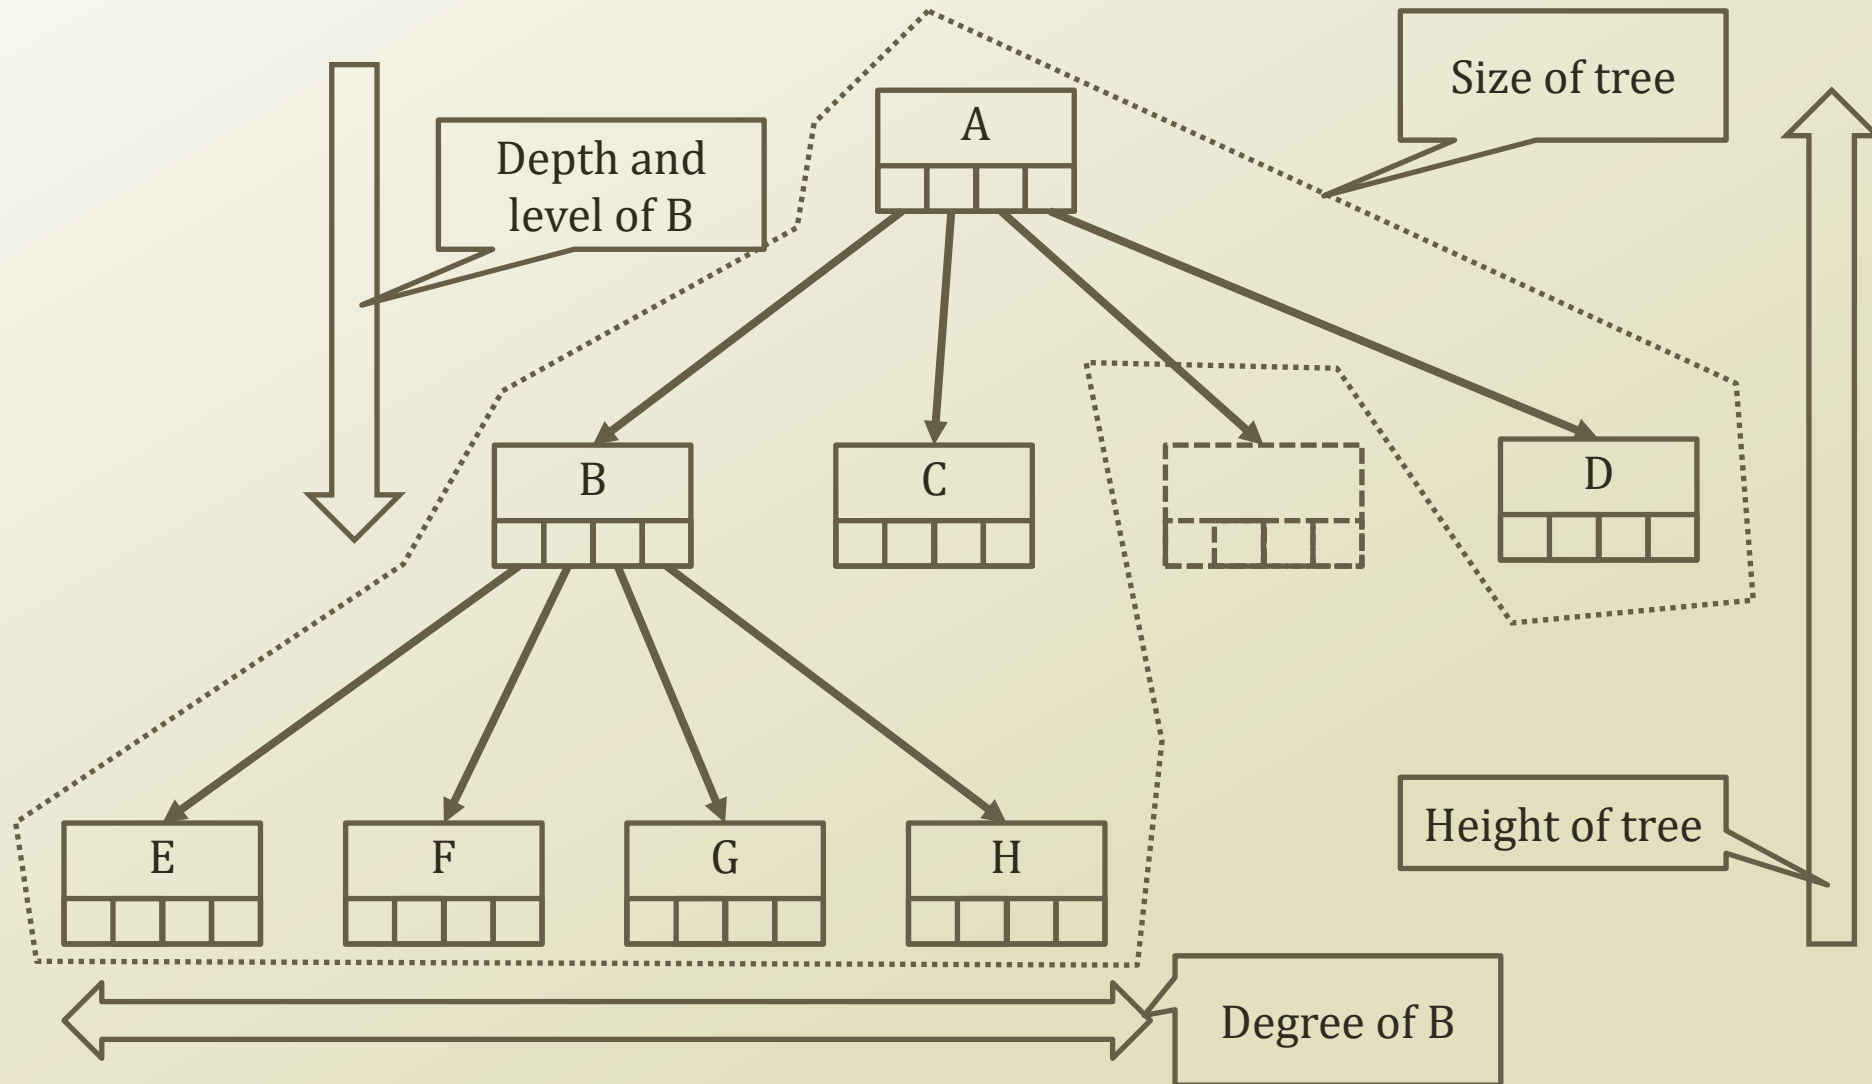 Size of tree
A
Depth and
level of B
B
C
D
E
F
G
H
Height of tree
Degree of B